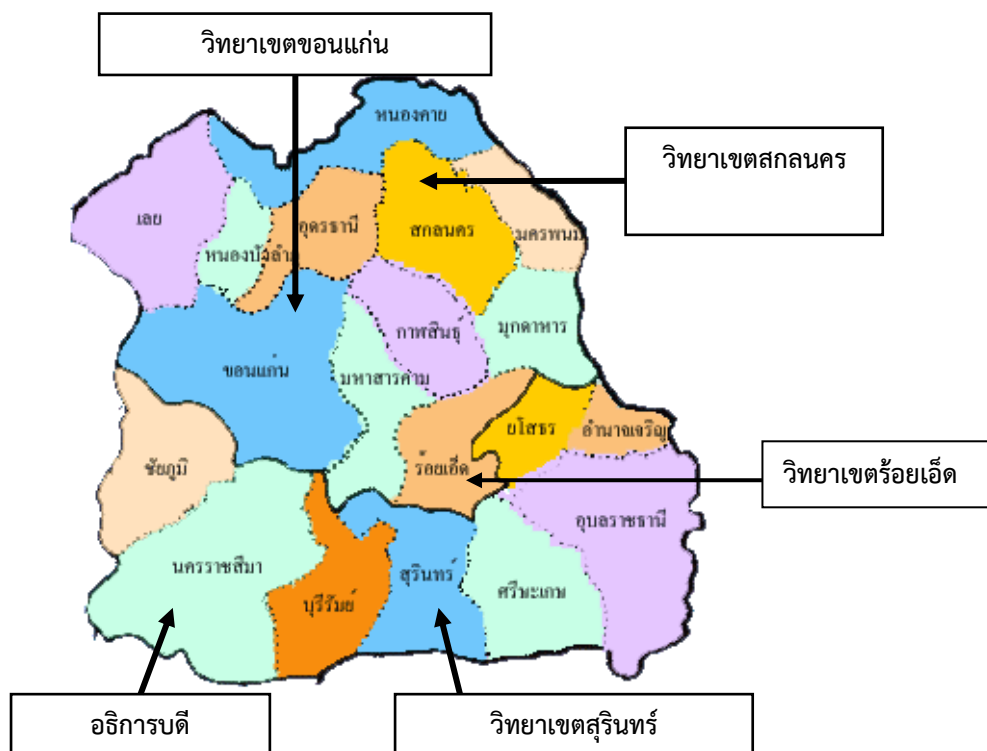 วิทยาเขตขอนแก่น
หนองคาย
วิทยาเขตสกลนคร
เลย
อุดรธานี
สกลนคร
นครพนม
หนองบัวลำภู
กาฬสินธุ์
มุกดาหาร
ขอนแก่น
มหาสารคาม
ยโสธร
อำนาจเจริญ
ชัยภูมิ
ร้อยเอ็ด
วิทยาเขตร้อยเอ็ด
อุบลราชธานี
นครราชสีมา
สุรินทร์
ศรีษะเกษ
บุรีรัมย์
อธิการบดี
วิทยาเขตสุรินทร์